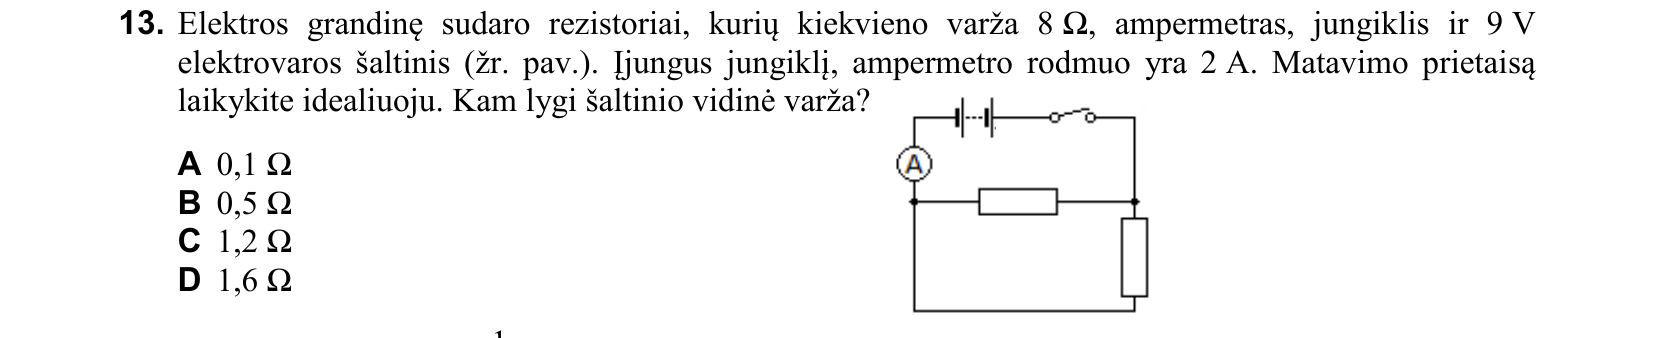 13. Elektros grandinę sudaro rezistoriai, kurių kiekvieno varža 8 Ω, ampermetras, jungiklis ir 9 V
elektrovaros šaltinis (žr. pav.). Įjungus jungiklį, ampermetro rodmuo yra 2 A. Matavimo prietaisą
laikykite idealiuoju. Kam lygi šaltinio vidinė varža?
A 0,1 Ω
B 0,5 Ω
C 1,2 Ω
D 1,6 Ω
A